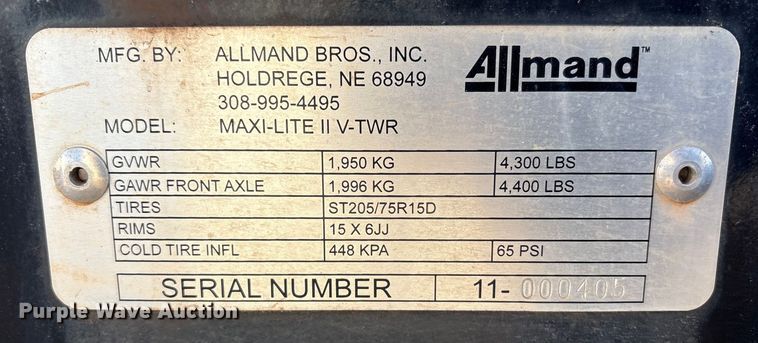 MFG. BY: ALLMAND BROS., INC.
HOLDREGE, NE 68949
308-995-4495
Allmand™
MODEL: MAXI-LITE II V-TWR
GVWR 1,950 KG 4,300 LBS
GAWR FRONT AXLE 1,996 KG 4,400 LBS
TIRES ST205/75R15D
RIMS 15 X 6JJ
COLD TIRE INFL 448 KPA 65 PSI
SERIAL NUMBER 11-000405
Purple Wave Auction